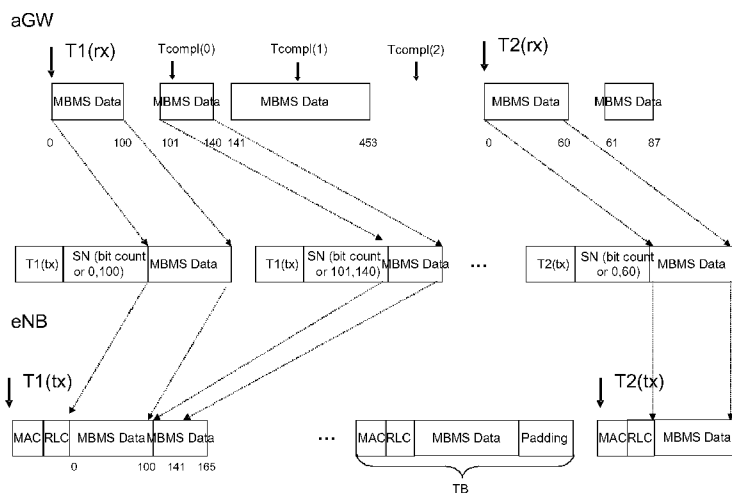 aGW
T1(rx)
Tcompl(0)
Tcompl(1)
Tcompl(2)
T2(rx)
MBMS Data
MBMS Data
MBMS Data
MBMS Data
MBMS Data
0
100
101
140
141
453
0
60
61
87
T1(tx)
SN (bit count
or 0,100)
MBMS Data
T1(tx)
SN (bit count
or 101,140)
MBMS Data
...
T2(tx)
SN (bit count
or 0,60)
MBMS Data
eNB
T1(tx)
T2(tx)
MAC
RLC
MBMS Data
MBMS Data
...
MAC
RLC
MBMS Data
Padding
MAC
RLC
MBMS Data
0
100
141
165
TB